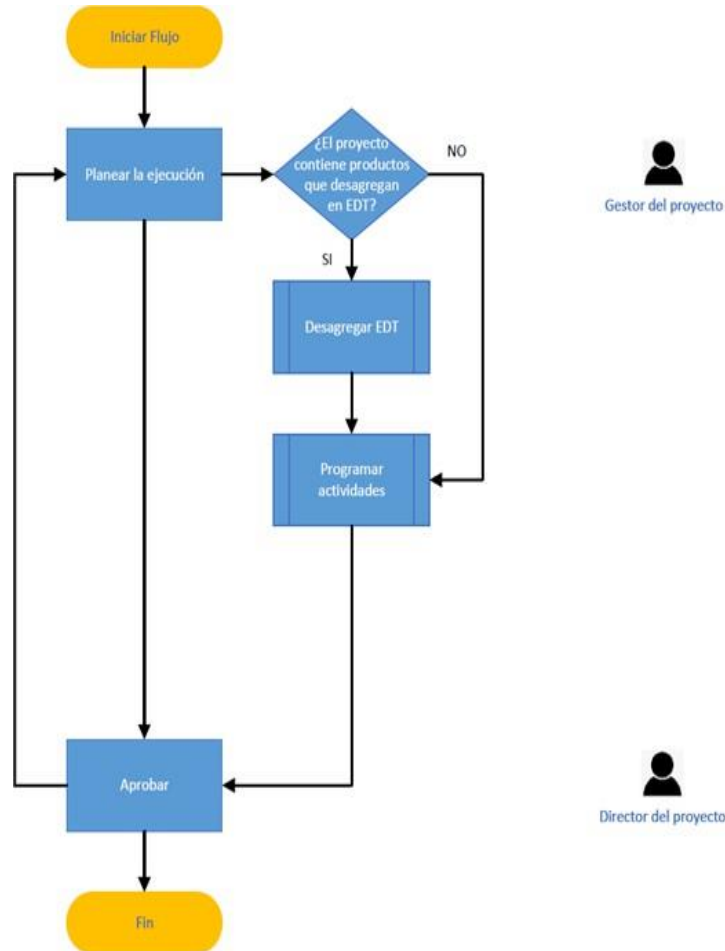 Iniciar Flujo
Planear la ejecución
¿El proyecto
contiene productos
que desagregan
en EDT?
NO
Gestor del proyecto
SI
Desagregar EDT
Programar
actividades
Aprobar
Director del proyecto
Fin